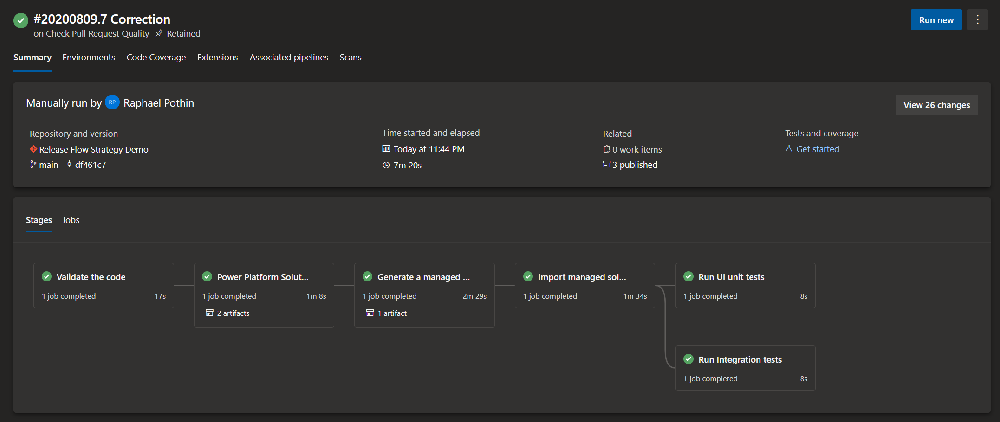 #20200809.7 Correction
on Check Pull Request Quality Retained
Run new
Summary Environments Code Coverage Extensions Associated pipelines Scans
Manually run by RP Raphael Pothin
View 26 changes
Repository and version
Release Flow Strategy Demo
main df461c7
Time started and elapsed
Today at 11:44 PM
7m 20s
Related
0 work items
3 published
Tests and coverage
Get started
Stages Jobs
Validate the code
1 job completed 17s
Power Platform Solut...
1 job completed 1m 8s
2 artifacts
Generate a managed ...
1 job completed 2m 29s
1 artifact
Import managed sol...
1 job completed 1m 34s
Run UI unit tests
1 job completed 8s
Run Integration tests
1 job completed 8s